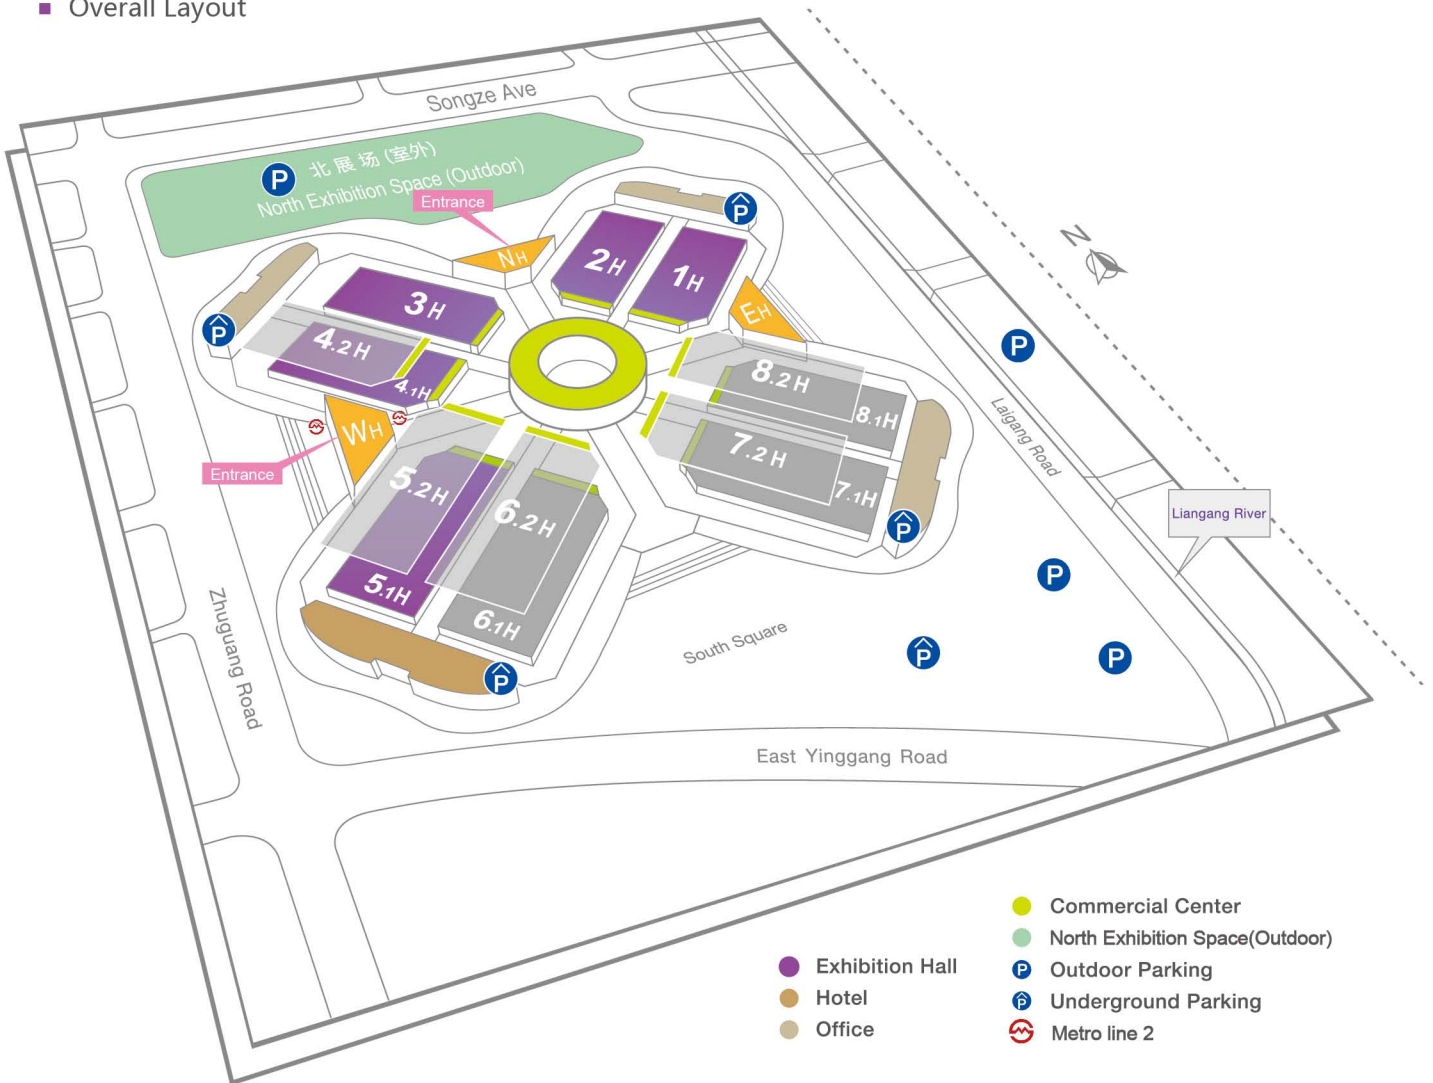 Overall Layout
Songze Ave
P
北展场(室外)
North Exhibition Space (Outdoor)
Entrance
NH
2H
1H
P
EH
3H
4.2H
4.1H
P
WH
Entrance
N
8.2H
8.1H
7.2H
7.1H
P
P
Laigang Road
Liangang River
5.2H
5.1H
6.2H
6.1H
P
P
P
P
South Square
Zhuguang Road
East Yinggang Road
Exhibition Hall
Hotel
Office
Commercial Center
North Exhibition Space(Outdoor)
P Outdoor Parking
P Underground Parking
Metro line 2